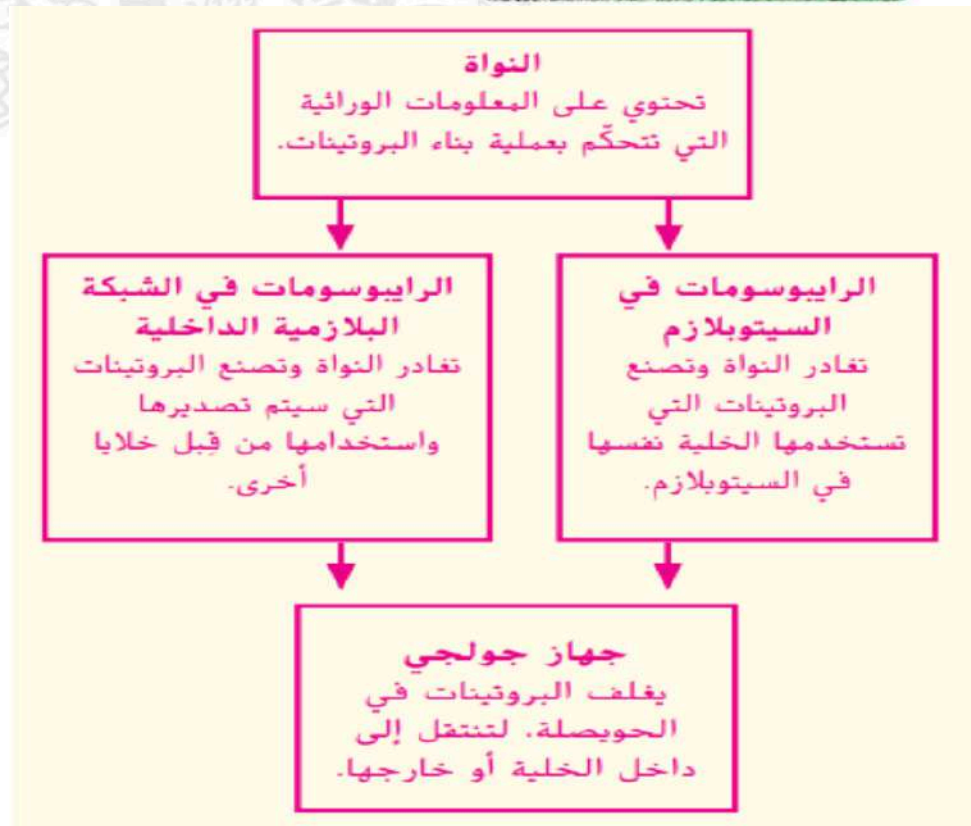 النواة
تحتوي على المعلومات الوراثية
التي تتحكّم بعملية بناء البروتينات.
الرايبوسومات في
السيتوبلازم
تغادر النواة وتصنع
البروتينات التي
تستخدمها الخلية نفسها
في السيتوبلازم.
الرايبوسومات في الشبكة
البلازمية الداخلية
تغادر النواة وتصنع البروتينات
التي سيتم تصديرها
واستخدامها من قِبل خلايا
أخرى.
جهاز جولجي
يغلف البروتينات في
الحويصلة. لتنتقل إلى
داخل الخلية أو خارجها.